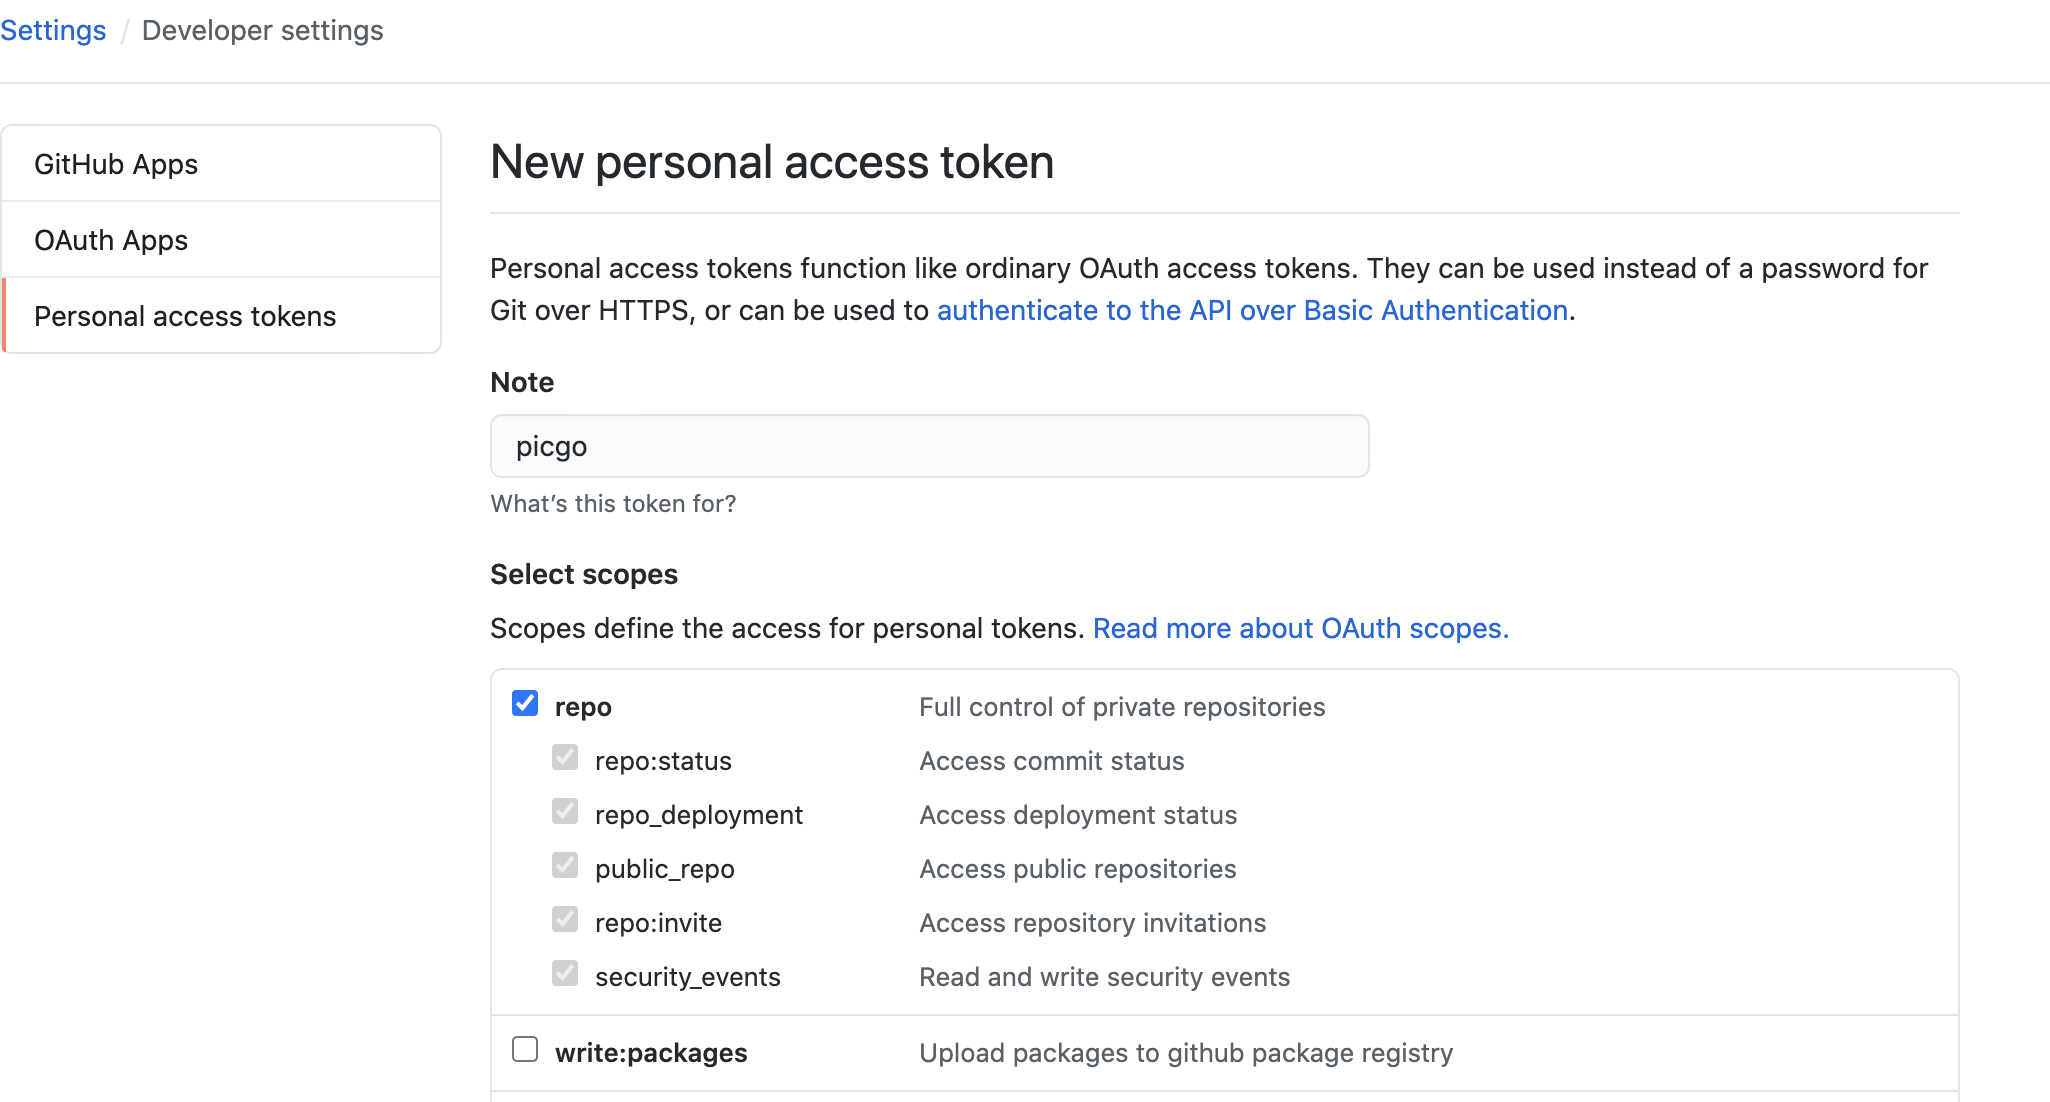 Settings / Developer settings
GitHub Apps
OAuth Apps
Personal access tokens
New personal access token
Personal access tokens function like ordinary OAuth access tokens. They can be used instead of a password for
Git over HTTPS, or can be used to authenticate to the API over Basic Authentication.
Note
picgo
What's this token for?
Select scopes
Scopes define the access for personal tokens. Read more about OAuth scopes.
repo Full control of private repositories
repo:status Access commit status
repo_deployment Access deployment status
public_repo Access public repositories
repo:invite Access repository invitations
security_events Read and write security events
write:packages Upload packages to github package registry